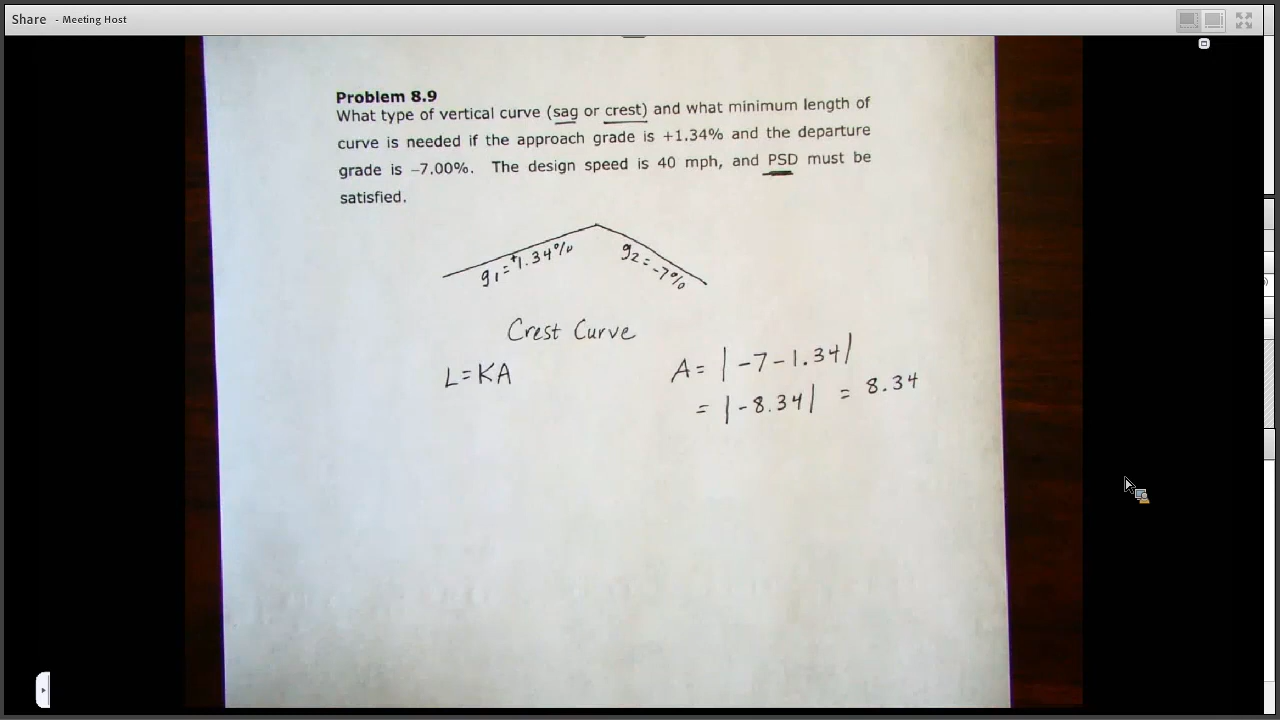 Share - Meeting Host
Problem 8.9
What type of vertical curve (sag or crest) and what minimum length of
curve is needed if the approach grade is +1.34% and the departure
grade is −7.00%. The design speed is 40 mph, and PSD must be
satisfied.
g1=+1.34%
g2=-7%
Crest Curve
L=KA
A= |-7-1.34|
= |-8.34| = 8.34